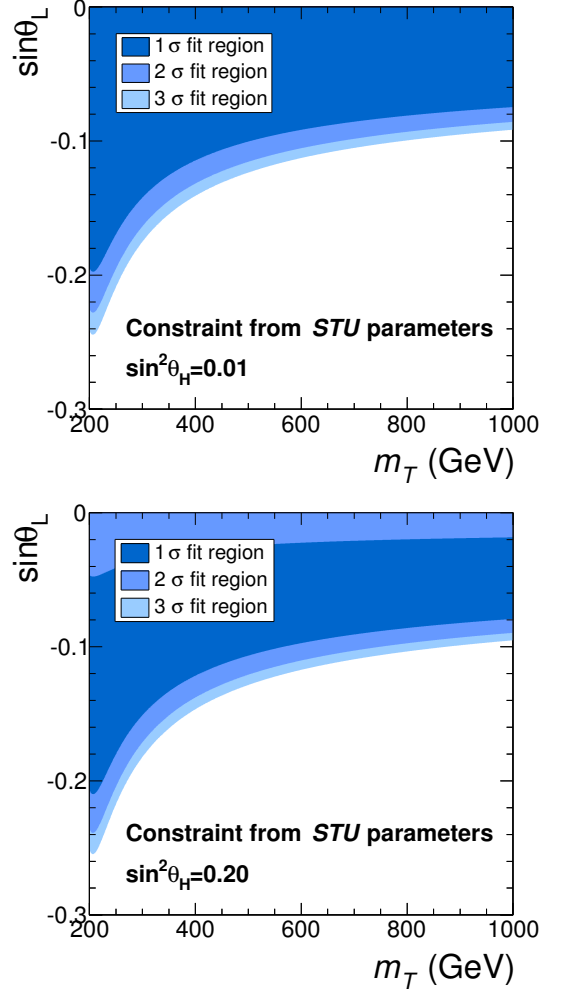 sinθL
0
-0.1
-0.2
-0.3
1 σ fit region
2 σ fit region
3 σ fit region
Constraint from STU parameters
sin²θH=0.01
200 400 600 800 1000
mT (GeV)
sinθL
0
-0.1
-0.2
-0.3
1 σ fit region
2 σ fit region
3 σ fit region
Constraint from STU parameters
sin²θH=0.20
200 400 600 800 1000
mT (GeV)